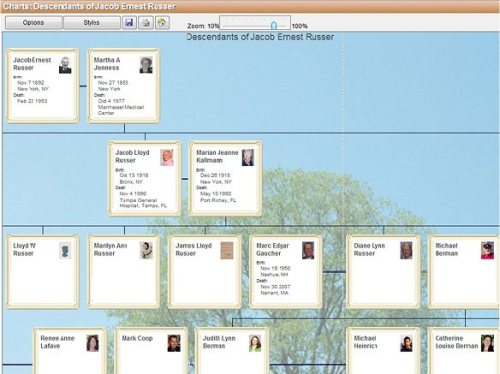 Charts: Descendants of Jacob Ernest Russer
Options
Styles
Zoom: 10%
100%
Descendants of Jacob Ernest Russer
Jacob Ernest
Russer
Birth:
Nov 7 1892
New York, NY
Death:
Feb 22 1953
Martha A
Jenness
Birth:
Nov 27 1893
New York
Death:
Oct 4 1977
Manhasset Medical
Center
Jacob Lloyd
Russer
Birth:
Oct 13 1918
Bronx, NY
Death:
Nov 4 1990
Tampa General
Hospital, Tampa, FL
Marian Jeanne
Kallmann
Birth:
Dec 26 1918
New York, NY
Death:
May 10 1992
Port Richey, FL
Lloyd W
Russer
Marilyn Ann
Russer
James Lloyd
Russer
Marc Edgar
Gaucher
Birth:
Nov 19 1950
Nashua, NH
Death:
Nov 30 2007
Nahant, MA
Diane Lynn
Russer
Michael
Berman
Renee Anne
Laflave
Mark Coop
Judith Lynn
Berman
Michael
Heinrich
Catherine
Louise Berman